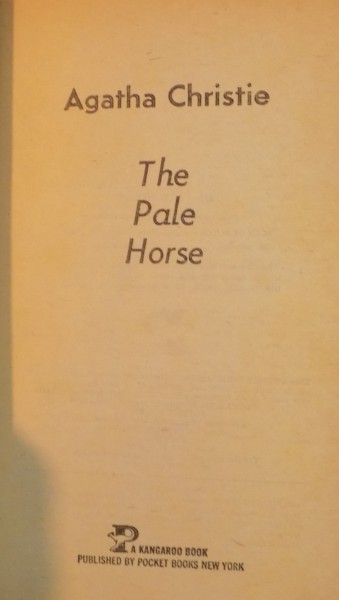 Agatha Christie
The
Pale
Horse
P
A KANGAROO BOOK
PUBLISHED BY POCKET BOOKS NEW YORK